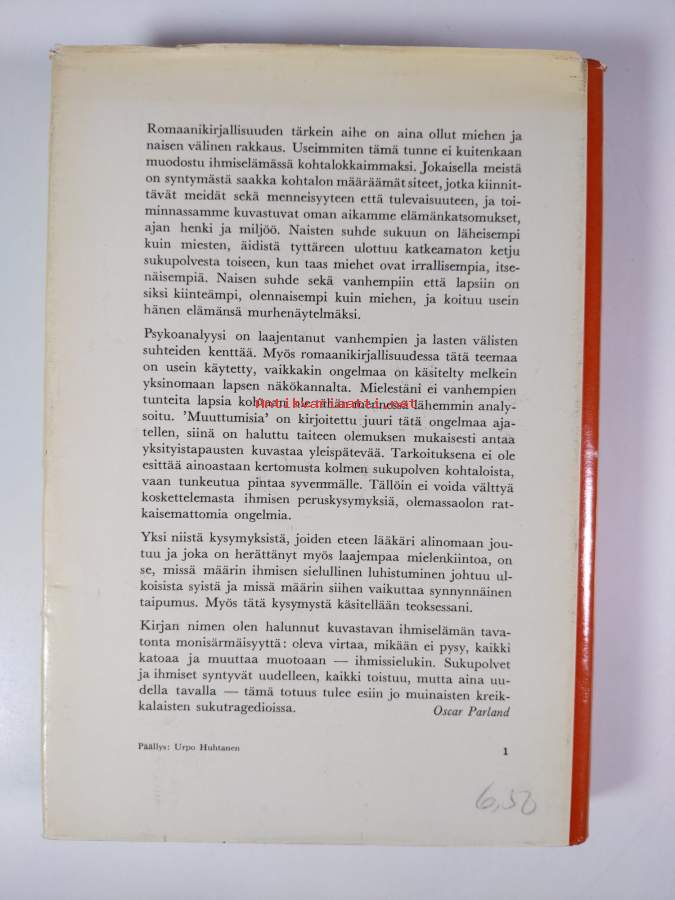 Romaanikirjallisuuden tärkein aihe on aina ollut miehen ja
naisen välinen rakkaus. Useimmiten tämä tunne ei kuitenkaan
muodostu ihmiselämässä kohtalokkaimmaksi. Jokaisella meistä
on syntymästä saakka kohtalon määräämät siteet, jotka kiinnit-
tävät meidät sekä menneisyyteen että tulevaisuuteen, ja toi-
minnassamme kuvastuvat oman aikamme elämänkatsomukset,
ajan henki ja miljöö. Naisten suhde sukuun on läheisempi
kuin miesten, äidistä tyttäreen ulottuu katkeamaton ketju
sukupolvesta toiseen, kun taas miehet ovat irrallisempia, itse-
näisempiä. Naisen suhde sekä vanhempiin että lapsiin on
siksi kiinteämpi, olennaisempi kuin miehen, ja koituu usein
hänen elämänsä murhenäytelmäksi.
Psykoanalyysi on laajentanut vanhempien ja lasten välisten
suhteiden kenttää. Myös romaanikirjallisuudessa tätä teemaa
on usein käytetty, vaikkakin ongelmaa on käsitelty melkein
yksinomaan lapsen näkökannalta. Mielestäni ei vanhempien
tunteita lapsia kohtaan ole lähemmin analy-
soitu. 'Muuttumisia' on kirjoitettu juuri tätä ongelmaa aja-
tellen, siinä on haluttu taiteen olemuksen mukaisesti antaa
yksityistapausten kuvastaa yleispätevää. Tarkoituksena ei ole
esittää ainoastaan kertomusta kolmen sukupolven kohtaloista,
vaan tunkeutua pintaa syvemmälle. Tällöin ei voida välttyä
koskettelemasta ihmisen peruskysymyksiä, olemassaolon rat-
kaisemattomia ongelmia.
Yksi niistä kysymyksistä, joiden eteen lääkäri alinomaan jou-
tuu ja joka on herättänyt myös laajempaa mielenkiintoa, on
se, missä määrin ihmisen sielullinen luhistuminen johtuu ul-
koisista syistä ja missä määrin siihen vaikuttaa synnynnäinen
taipumus. Myös tätä kysymystä käsitellään teoksessani.
Kirjan nimen olen halunnut kuvastavan ihmiselämän tava-
tonta monisärmäisyyttä: oleva virtaa, mikään ei pysy, kaikki
katoaa ja muuttaa muotoaan — ihmissielukin. Sukupolvet
ja ihmiset syntyvät uudelleen, kaikki toistuu, mutta aina uu-
della tavalla — tämä totuus tulee esiin jo muinaisten kreik-
kalaisten sukutragedioissa. Oscar Parland
Päällys: Urpo Huhtanen 1
6,50